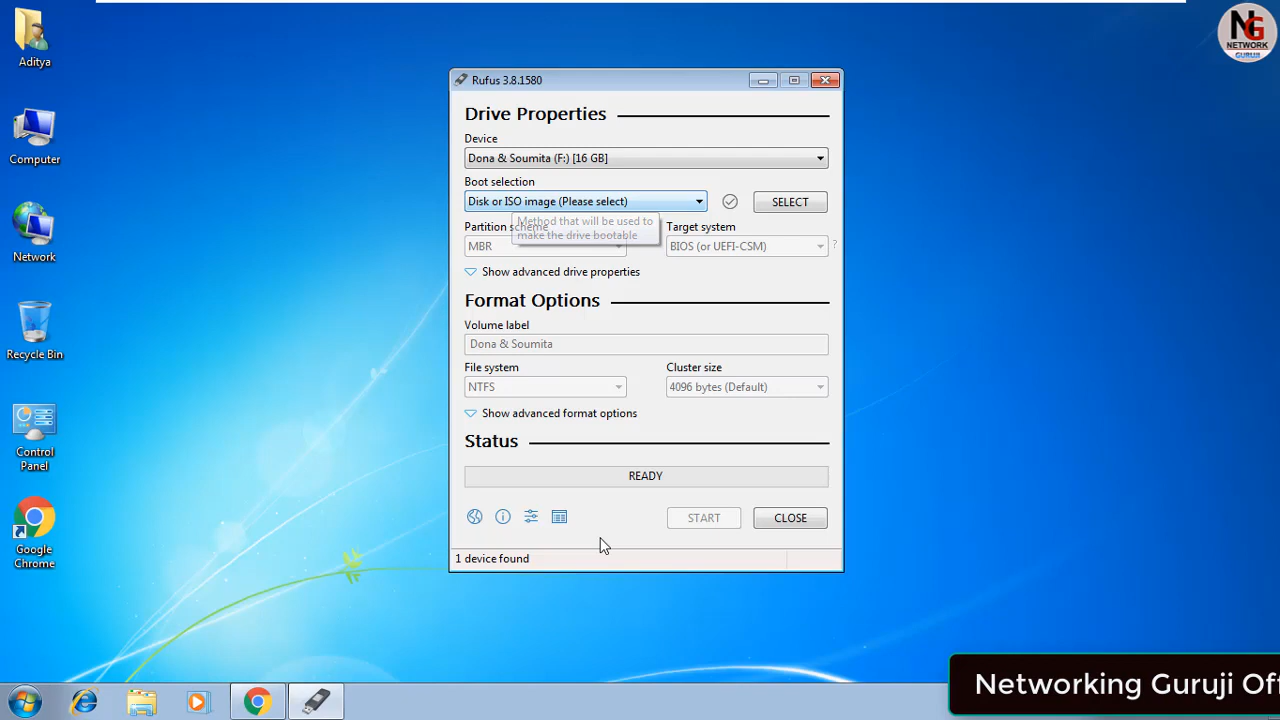 Aditya
Computer
Network
Recycle Bin
Control
Panel
Google
Chrome
Rufus 3.8.1580
Drive Properties
Device
Dona & Soumita (F:) [16 GB]
Boot selection
Disk or ISO image (Please select)
SELECT
Method that will be used to
make the drive bootable
Partition scheme
Target system
MBR
BIOS (or UEFI-CSM)
?
Show advanced drive properties
Format Options
Volume label
Dona & Soumita
File system
Cluster size
NTFS
4096 bytes (Default)
Show advanced format options
Status
READY
START
CLOSE
1 device found
NG
NETWORK
GURUJI
Networking Guruji Off